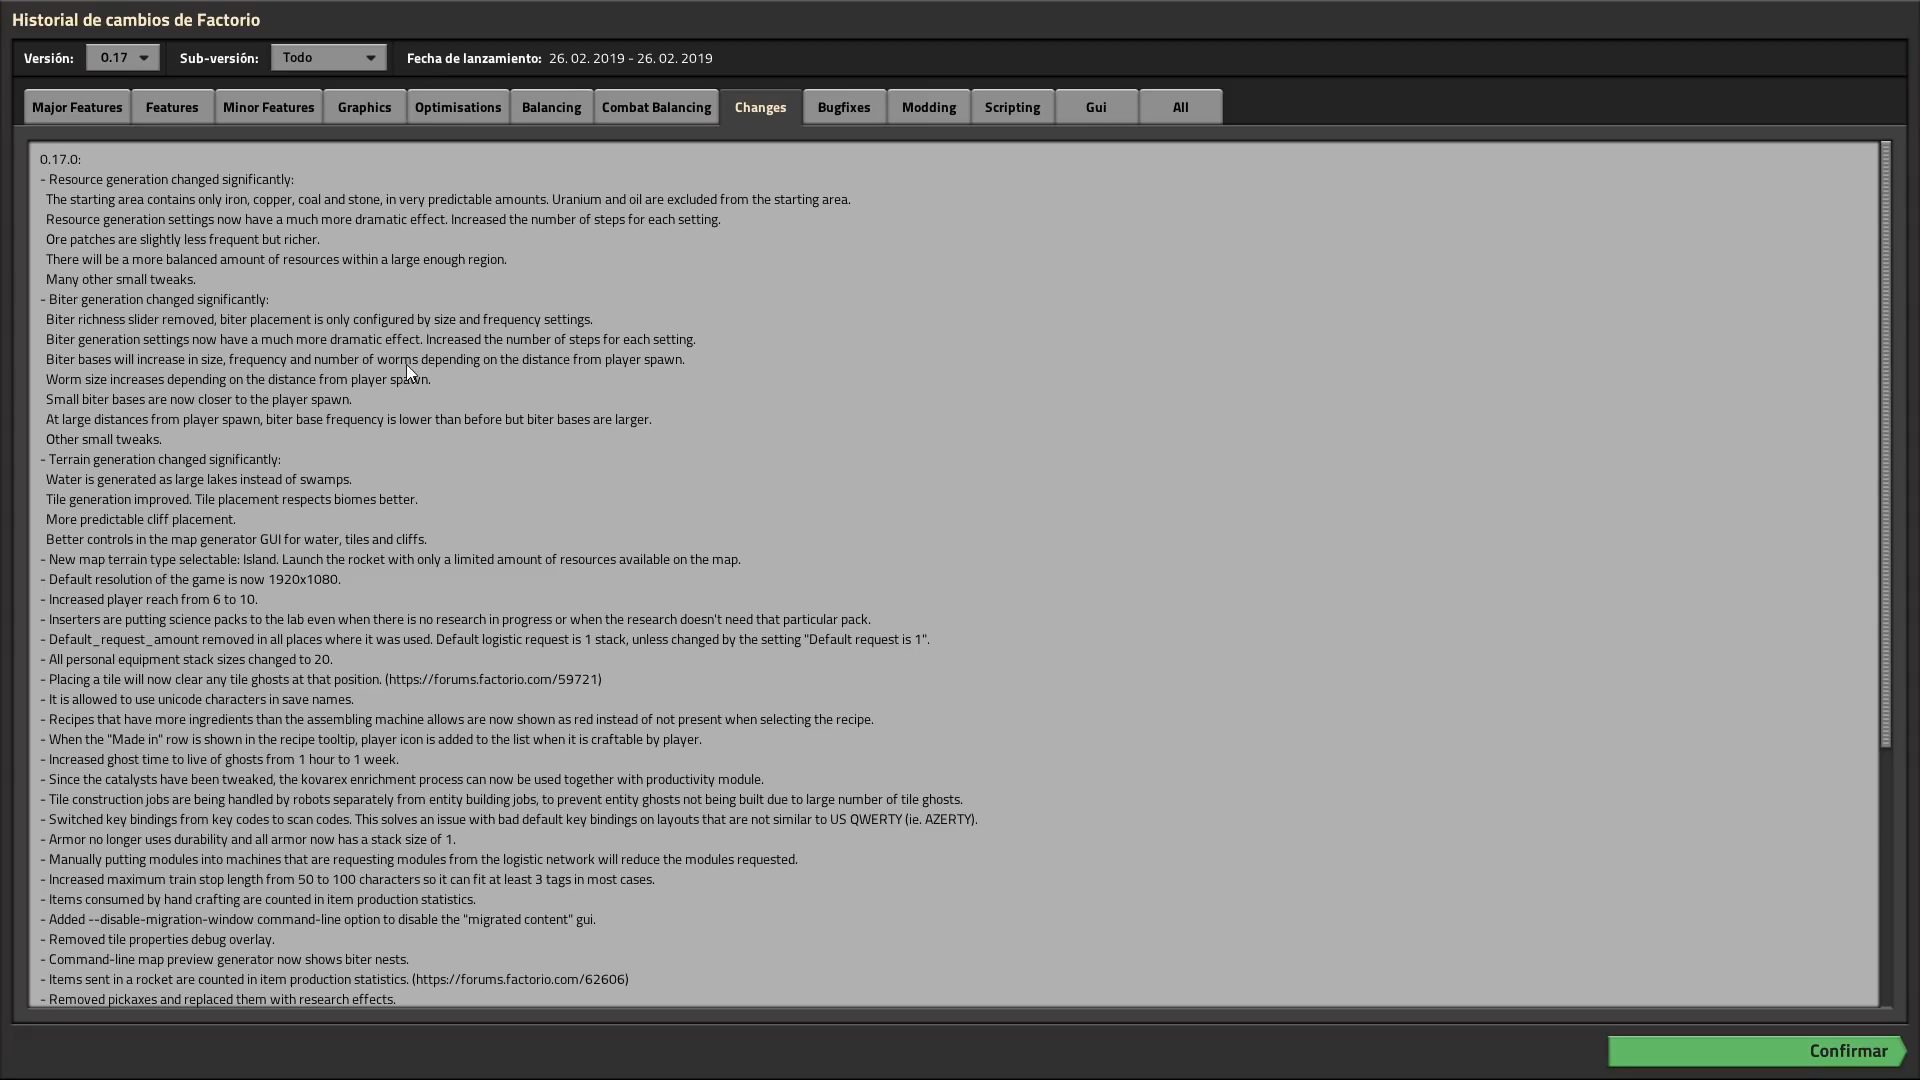 Historial de cambios de Factorio
Versión: 0.17 Sub-versión: Todo Fecha de lanzamiento: 26. 02. 2019 - 26. 02. 2019
Major Features Features Minor Features Graphics Optimisations Balancing Combat Balancing Changes Bugfixes Modding Scripting Gui All
0.17.0:
- Resource generation changed significantly:
The starting area contains only iron, copper, coal and stone, in very predictable amounts. Uranium and oil are excluded from the starting area.
Resource generation settings now have a much more dramatic effect. Increased the number of steps for each setting.
Ore patches are slightly less frequent but richer.
There will be a more balanced amount of resources within a large enough region.
Many other small tweaks.
- Biter generation changed significantly:
Biter richness slider removed, biter placement is only configured by size and frequency settings.
Biter generation settings now have a much more dramatic effect. Increased the number of steps for each setting.
Biter bases will increase in size, frequency and number of worms depending on the distance from player spawn.
Worm size increases depending on the distance from player spawn.
Small biter bases are now closer to the player spawn.
At large distances from player spawn, biter base frequency is lower than before but biter bases are larger.
Other small tweaks.
- Terrain generation changed significantly:
Water is generated as large lakes instead of swamps.
Tile generation improved. Tile placement respects biomes better.
More predictable cliff placement.
Better controls in the map generator GUI for water, tiles and cliffs.
- New map terrain type selectable: Island. Launch the rocket with only a limited amount of resources available on the map.
- Default resolution of the game is now 1920x1080.
- Increased player reach from 6 to 10.
- Inserters are putting science packs to the lab even when there is no research in progress or when the research doesn't need that particular pack.
- Default_request_amount removed in all places where it was used. Default logistic request is 1 stack, unless changed by the setting "Default request is 1".
- All personal equipment stack sizes changed to 20.
- Placing a tile will now clear any tile ghosts at that position. (https://forums.factorio.com/59721)
- It is allowed to use unicode characters in save names.
- Recipes that have more ingredients than the assembling machine allows are now shown as red instead of not present when selecting the recipe.
- When the "Made in" row is shown in the recipe tooltip, player icon is added to the list when it is craftable by player.
- Increased ghost time to live of ghosts from 1 hour to 1 week.
- Since the catalysts have been tweaked, the kovarex enrichment process can now be used together with productivity module.
- Tile construction jobs are being handled by robots separately from entity building jobs, to prevent entity ghosts not being built due to large number of tile ghosts.
- Switched key bindings from key codes to scan codes. This solves an issue with bad default key bindings on layouts that are not similar to US QWERTY (ie. AZERTY).
- Armor no longer uses durability and all armor now has a stack size of 1.
- Manually putting modules into machines that are requesting modules from the logistic network will reduce the modules requested.
- Increased maximum train stop length from 50 to 100 characters so it can fit at least 3 tags in most cases.
- Items consumed by hand crafting are counted in item production statistics.
- Added --disable-migration-window command-line option to disable the "migrated content" gui.
- Removed tile properties debug overlay.
- Command-line map preview generator now shows biter nests.
- Items sent in a rocket are counted in item production statistics. (https://forums.factorio.com/62606)
- Removed pickaxes and replaced them with research effects.
Confirmar